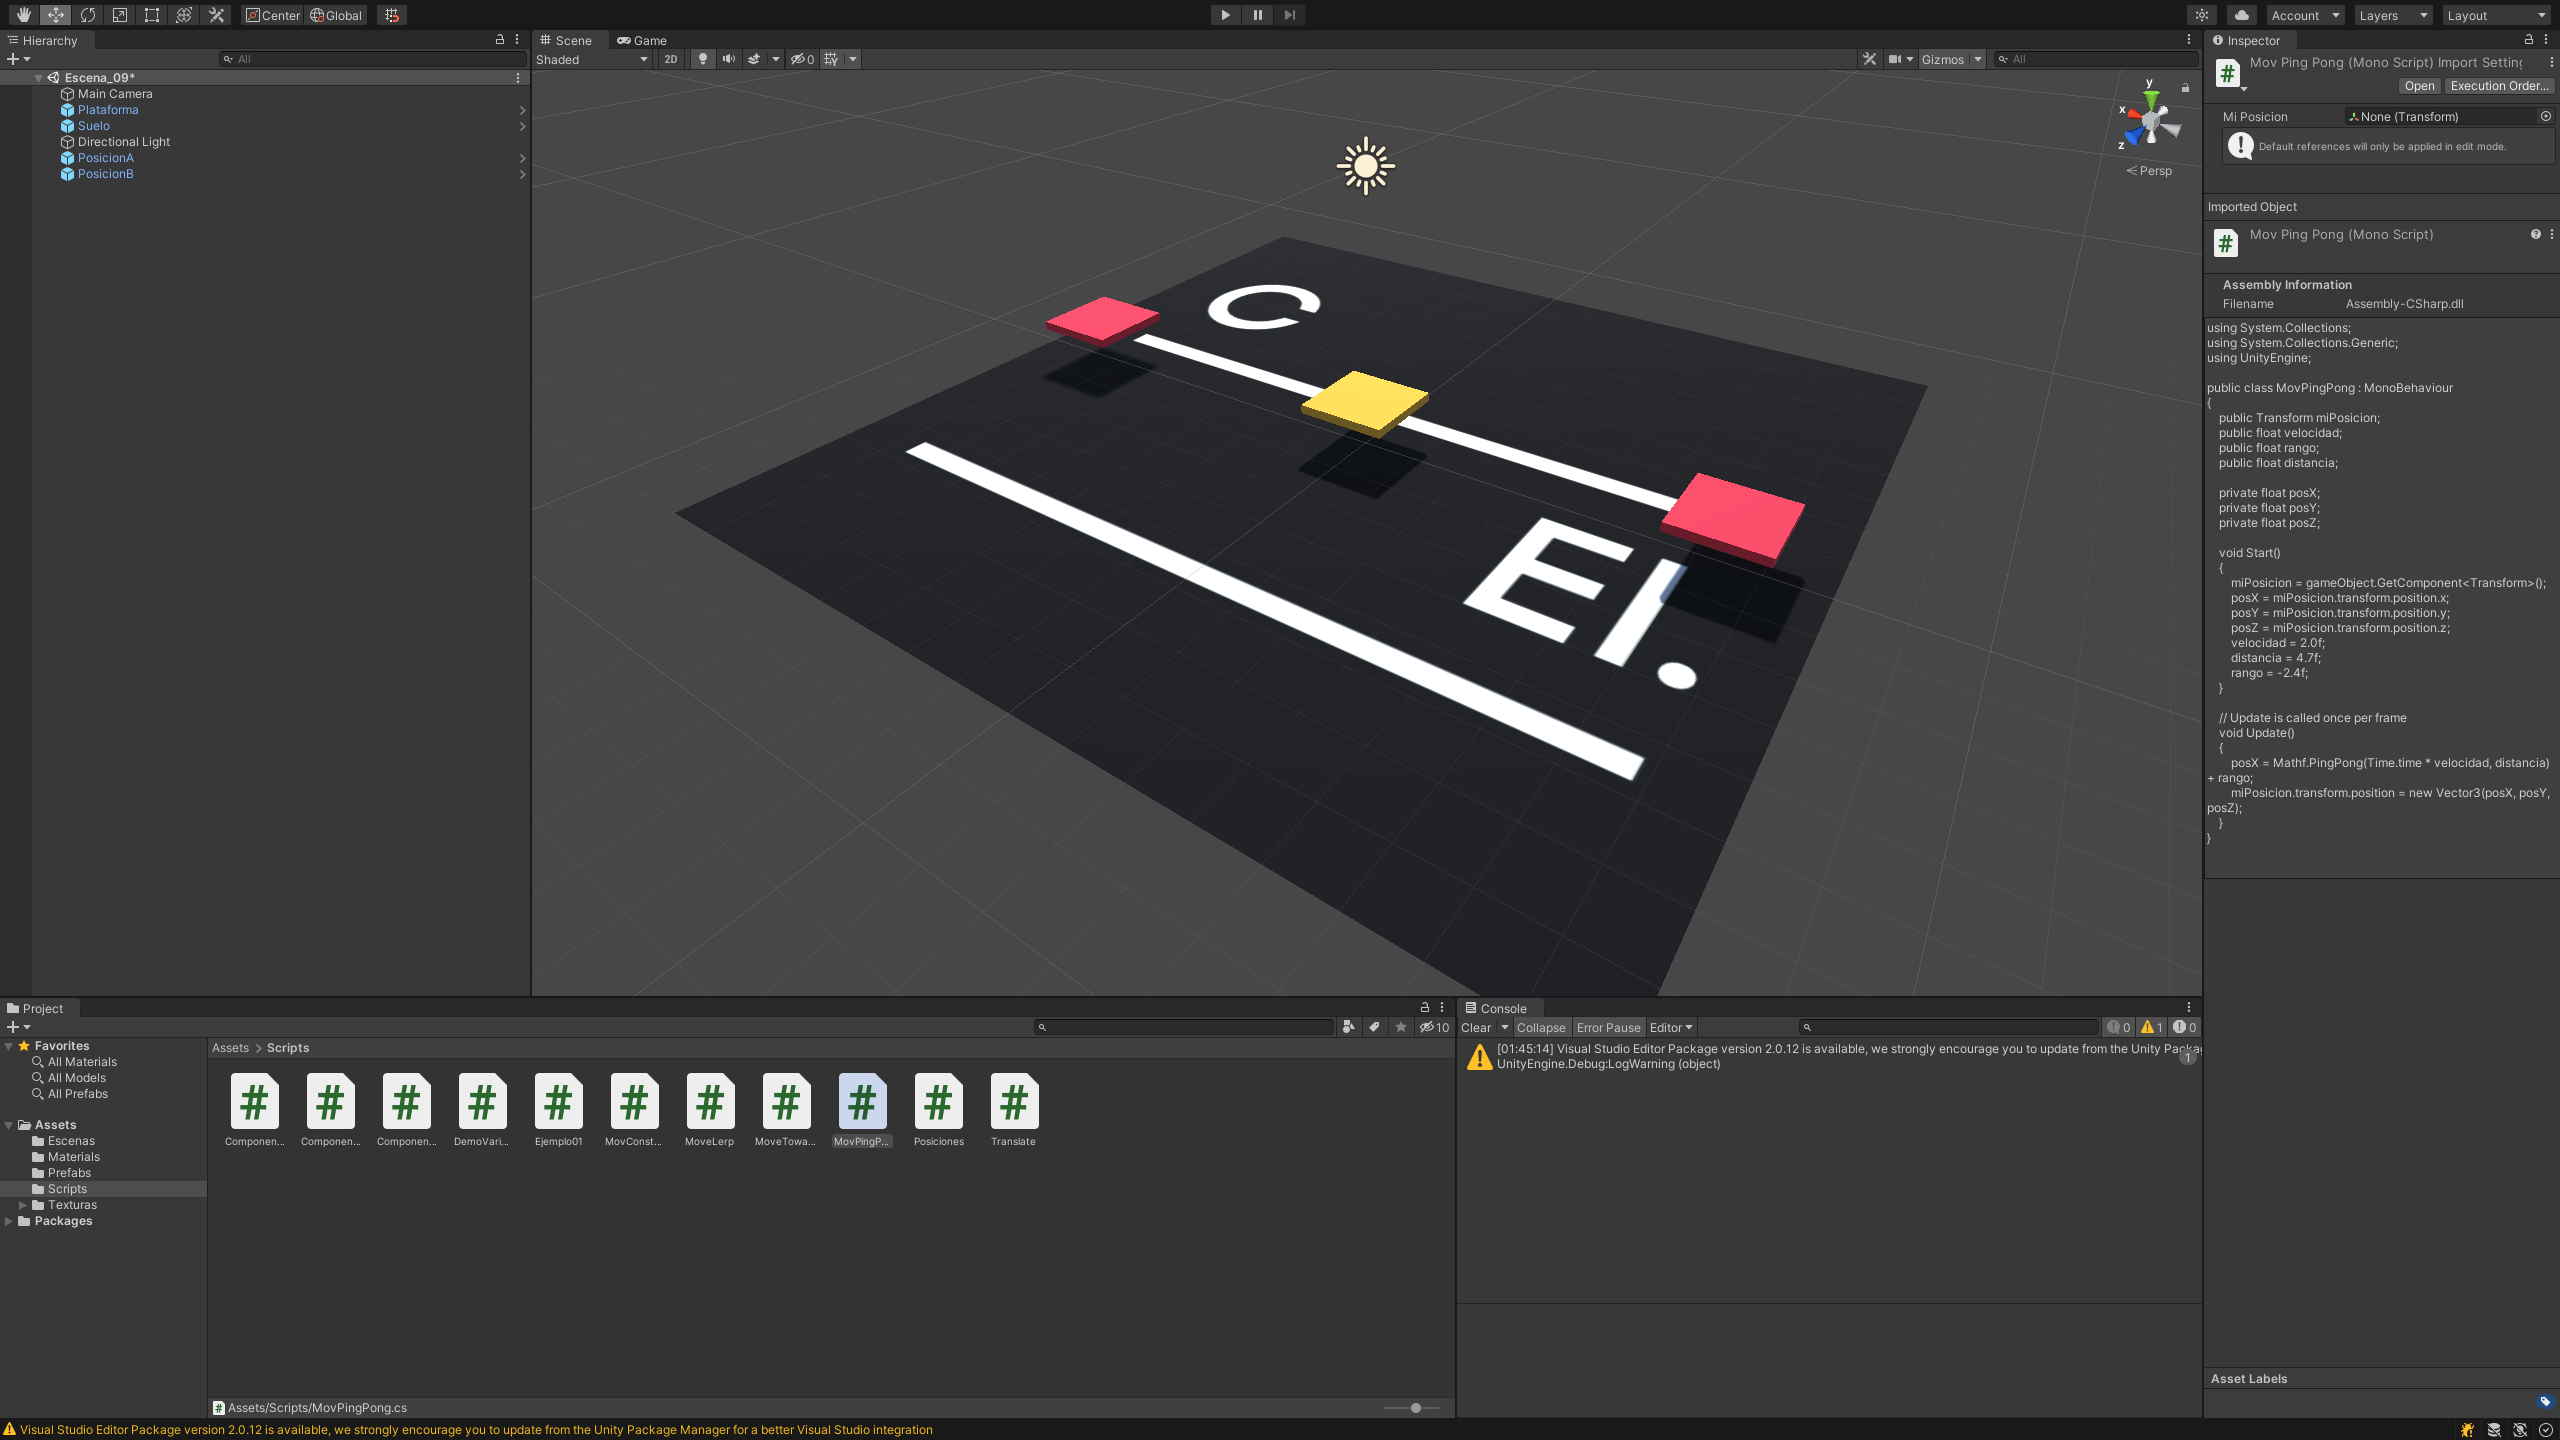 Center
Global
Account
Layers
Layout
Hierarchy
All
Escena_09*
Main Camera
Plataforma
Suelo
Directional Light
PosicionA
PosicionB
Scene
Game
Shaded
2D
0
Gizmos
All
y
x
z
Persp
C
El.
Inspector
Mov Ping Pong (Mono Script) Import Setting
Open
Execution Order...
Mi Posicion
None (Transform)
Default references will only be applied in edit mode.
Imported Object
Mov Ping Pong (Mono Script)
Assembly Information
Filename
Assembly-CSharp.dll
using System.Collections;
using System.Collections.Generic;
using UnityEngine;
public class MovPingPong : MonoBehaviour
{
public Transform miPosicion;
public float velocidad;
public float rango;
public float distancia;
private float posX;
private float posY;
private float posZ;
void Start()
{
miPosicion = gameObject.GetComponent<Transform>();
posX = miPosicion.transform.position.x;
posY = miPosicion.transform.position.y;
posZ = miPosicion.transform.position.z;
velocidad = 2.0f;
distancia = 4.7f;
rango = -2.4f;
}
// Update is called once per frame
void Update()
{
posX = Mathf.PingPong(Time.time * velocidad, distancia)
+ rango;
miPosicion.transform.position = new Vector3(posX, posY,
posZ);
}
}
Asset Labels
Project
10
Favorites
All Materials
All Models
All Prefabs
Assets
Escenas
Materials
Prefabs
Scripts
Texturas
Packages
Assets > Scripts
Componen...
Componen...
Componen...
DemoVari...
Ejemplo01
MovConst...
MoveLerp
MoveTowa...
MovPingP...
Posiciones
Translate
Assets/Scripts/MovPingPong.cs
Console
Clear
Collapse
Error Pause
Editor
0
1
0
[01:45:14] Visual Studio Editor Package version 2.0.12 is available, we strongly encourage you to update from the Unity Packag
UnityEngine.Debug:LogWarning (object)
1
Visual Studio Editor Package version 2.0.12 is available, we strongly encourage you to update from the Unity Package Manager for a better Visual Studio integration